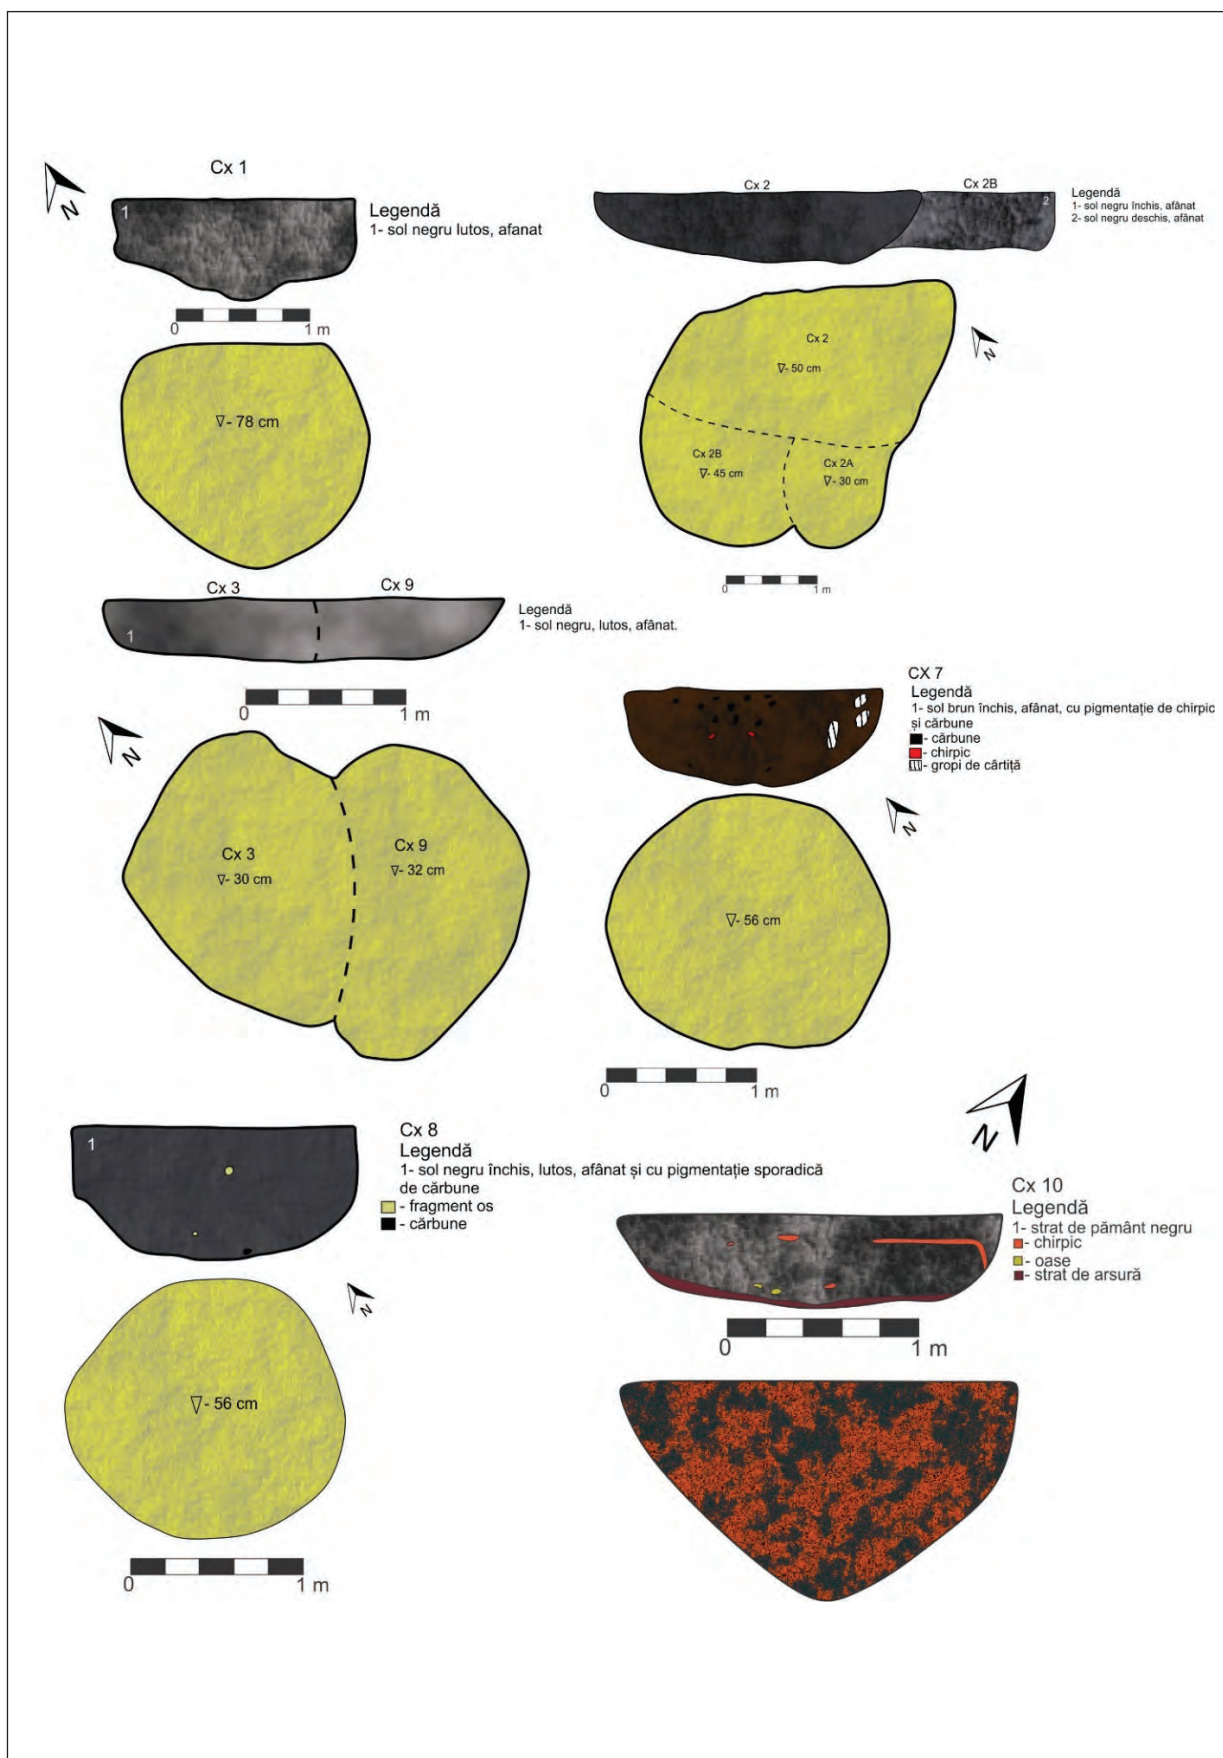 Cx 1
N
1
Legendă
1- sol negru lutos, afanat
0 1 m
∇- 78 cm
Cx 2 Cx 2B
2
Legendă
1- sol negru închis, afânat
2- sol negru deschis, afânat
Cx 2
∇- 50 cm
N
Cx 2B
∇- 45 cm
Cx 2A
∇- 30 cm
0 1m
Cx 3 Cx 9
1
Legendă
1- sol negru, lutos, afânat.
0 1 m
N
Cx 3
∇- 30 cm
Cx 9
∇- 32 cm
CX 7
Legendă
1- sol brun închis, afânat, cu pigmentație de chirpic
și cărbune
- cărbune
- chirpic
- gropi de cârtiță
N
∇- 56 cm
0 1 m
1
Cx 8
Legendă
1- sol negru închis, lutos, afânat și cu pigmentație sporadică
de cărbune
- fragment os
- cărbune
N
∇- 56 cm
0 1 m
N
Cx 10
Legendă
1- strat de pământ negru
- chirpic
- oase
- strat de arsură
0 1 m